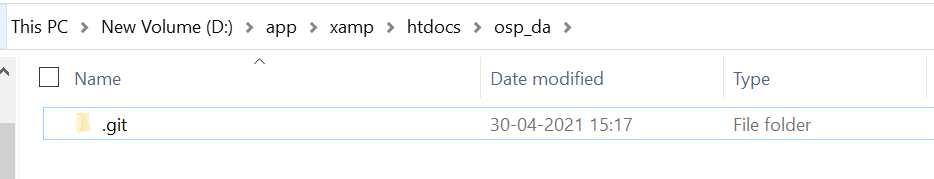 This PC > New Volume (D:) > app > xamp > htdocs > osp_da >
Name Date modified Type
.git 30-04-2021 15:17 File folder